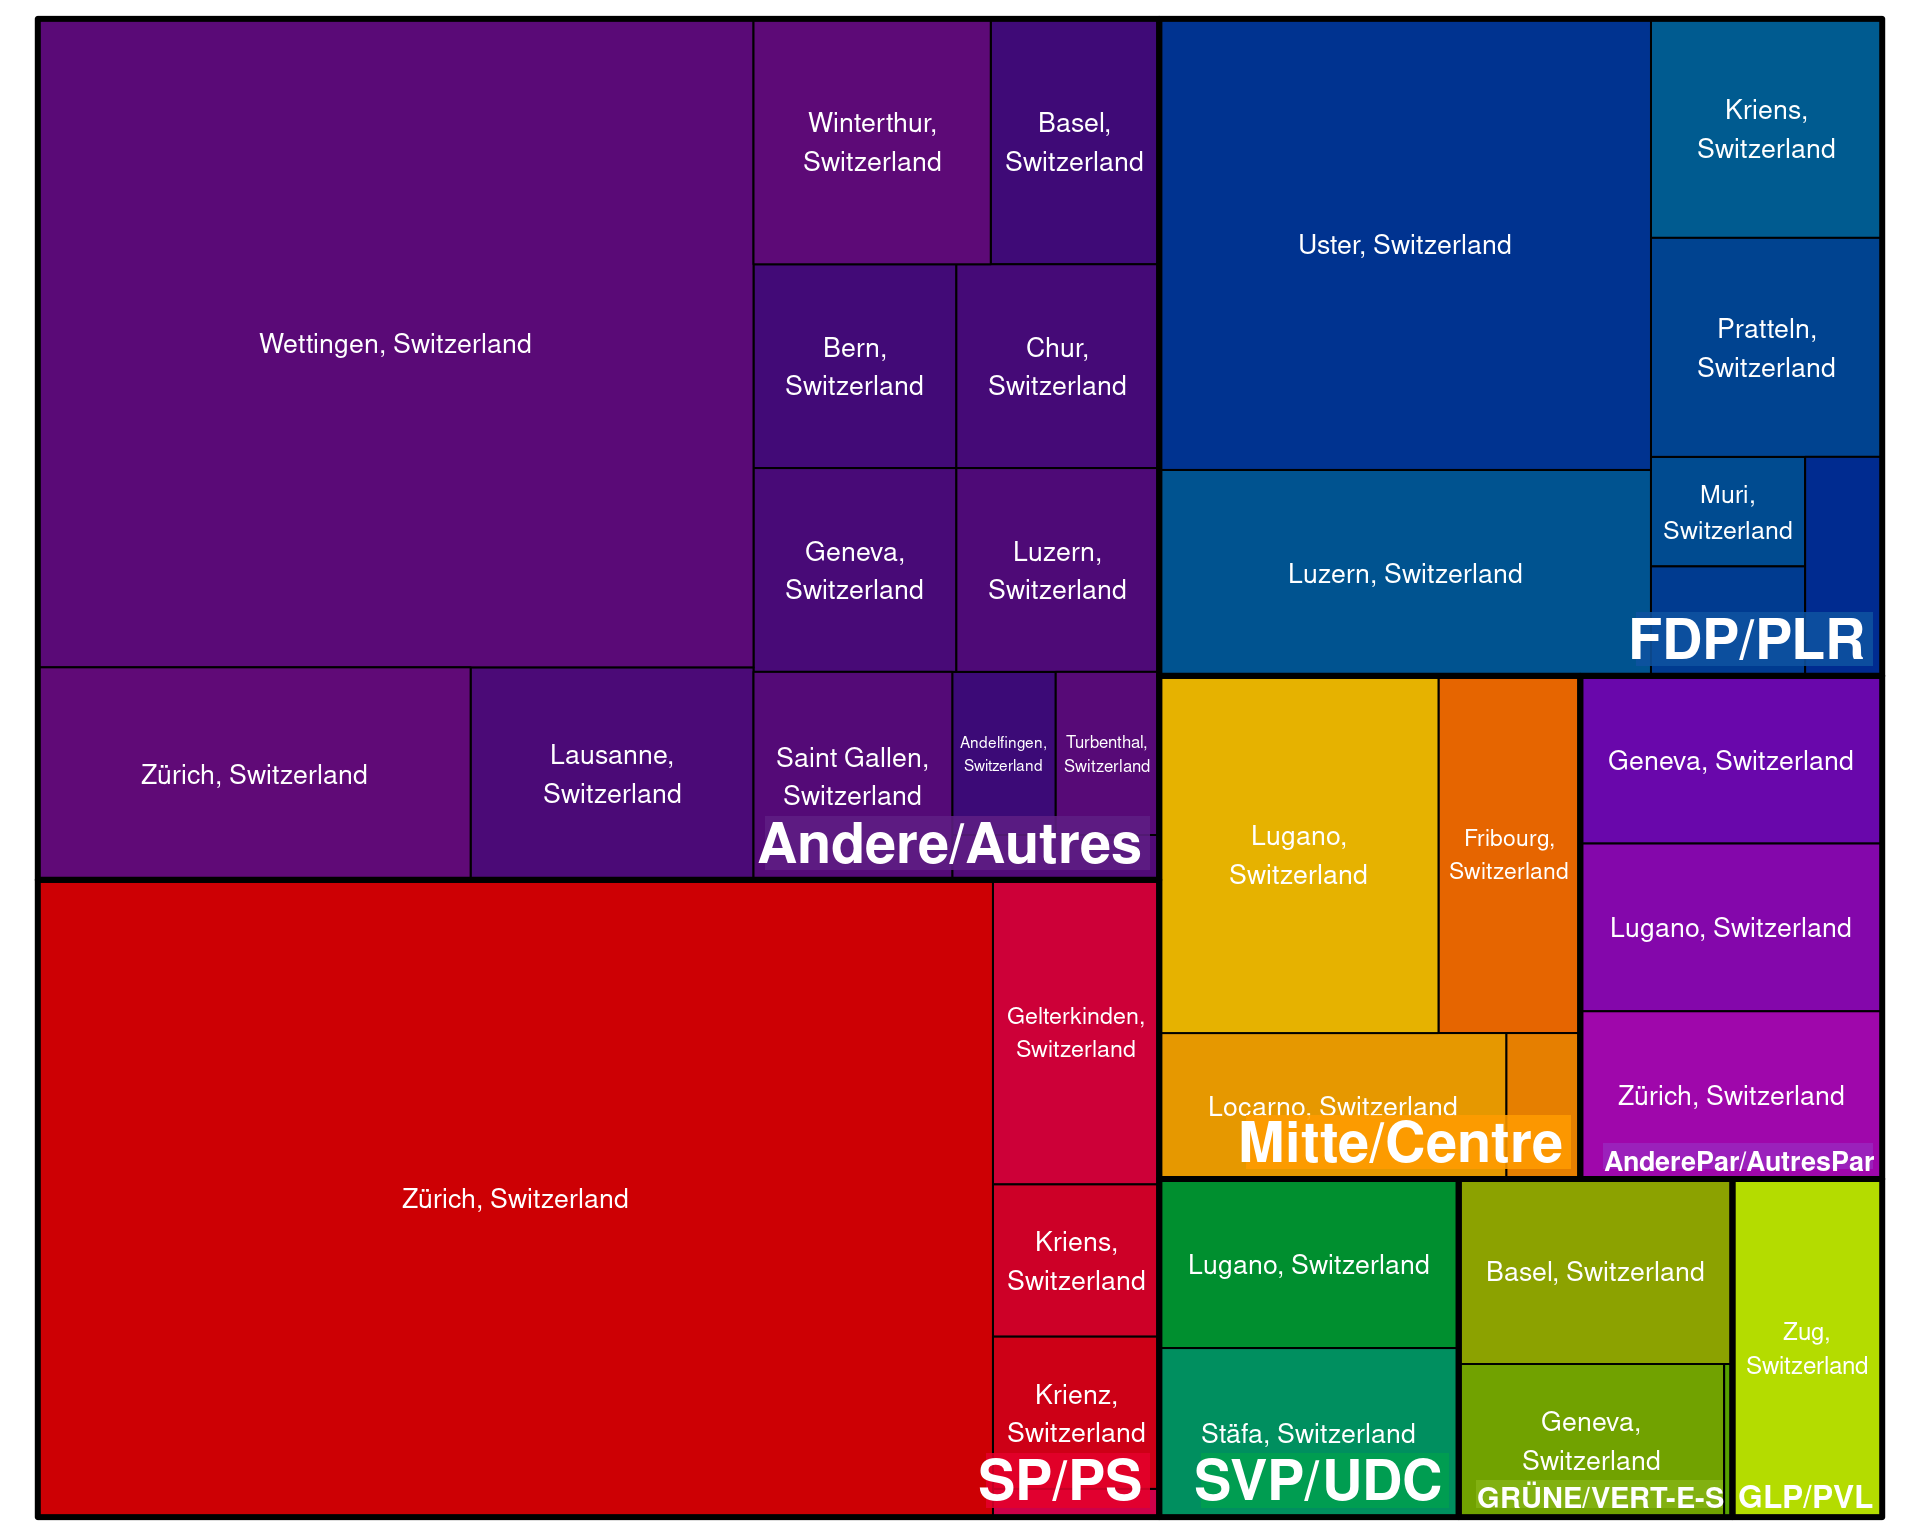 Wettingen, Switzerland
Winterthur,
Switzerland
Basel,
Switzerland
Bern,
Switzerland
Chur,
Switzerland
Geneva,
Switzerland
Luzern,
Switzerland
Zürich, Switzerland
Lausanne,
Switzerland
Saint Gallen,
Switzerland
Andelfingen,
Switzerland
Turbenthal,
Switzerland
Andere/Autres
Uster, Switzerland
Kriens,
Switzerland
Pratteln,
Switzerland
Luzern, Switzerland
Muri,
Switzerland
FDP/PLR
Zürich, Switzerland
Gelterkinden,
Switzerland
Kriens,
Switzerland
Krienz,
Switzerland
SP/PS
Lugano,
Switzerland
Fribourg,
Switzerland
Locarno, Switzerland
Mitte/Centre
Geneva, Switzerland
Lugano, Switzerland
Zürich, Switzerland
AnderePar/AutresPar
Lugano, Switzerland
Stäfa, Switzerland
SVP/UDC
Basel, Switzerland
Geneva,
Switzerland
GRÜNE/VERT-E-S
Zug,
Switzerland
GLP/PVL